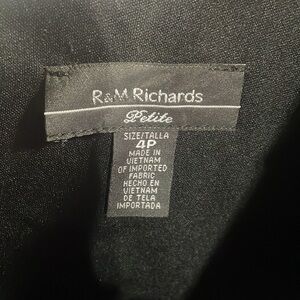 R&M Richards
Petite
SIZE/TALLA
4P
MADE IN
VIETNAM
OF IMPORTED
FABRIC
HECHO EN
VIETNAM
DE TELA
IMPORTADA